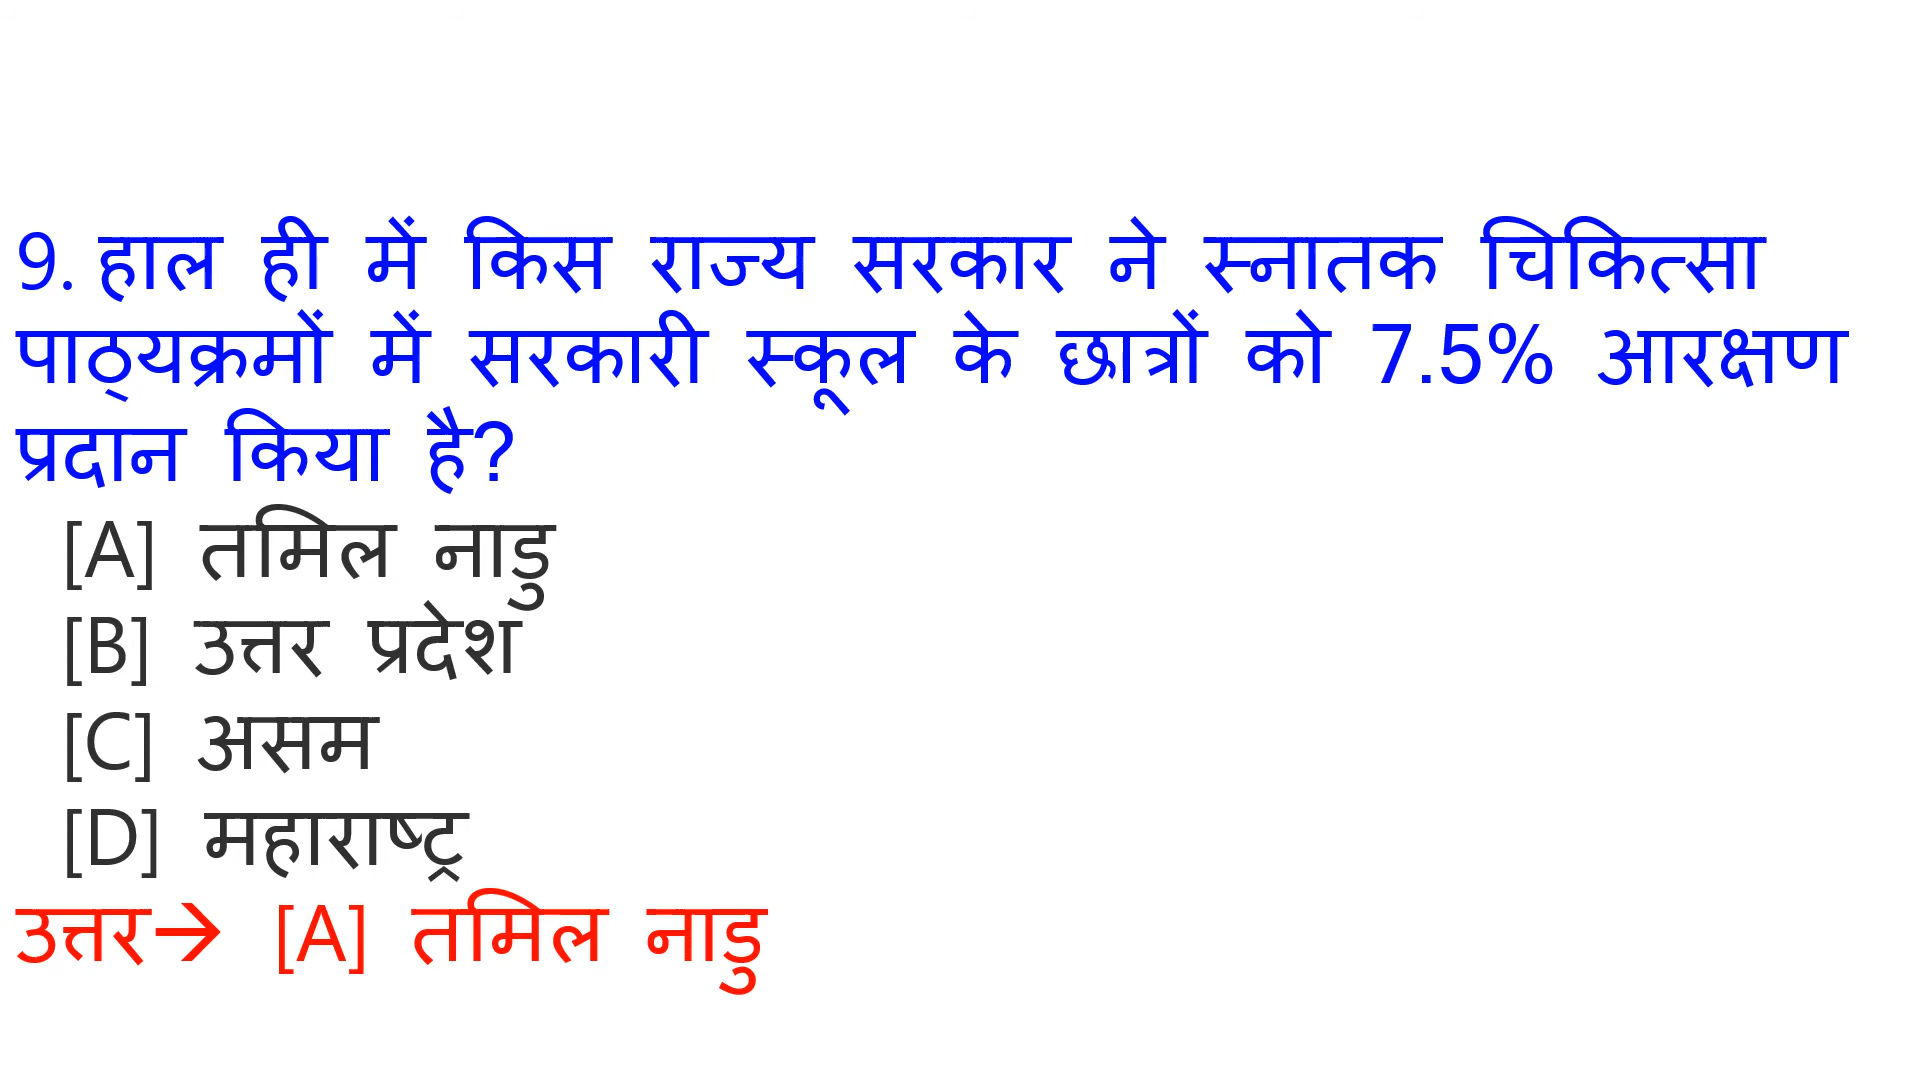 9. हाल ही में किस राज्य सरकार ने स्नातक चिकित्सा
पाठ्यक्रमों में सरकारी स्कूल के छात्रों को 7.5% आरक्षण
प्रदान किया है?
[A] तमिल नाडु
[B] उत्तर प्रदेश
[C] असम
[D] महाराष्ट्र
उत्तर→ [A] तमिल नाडु